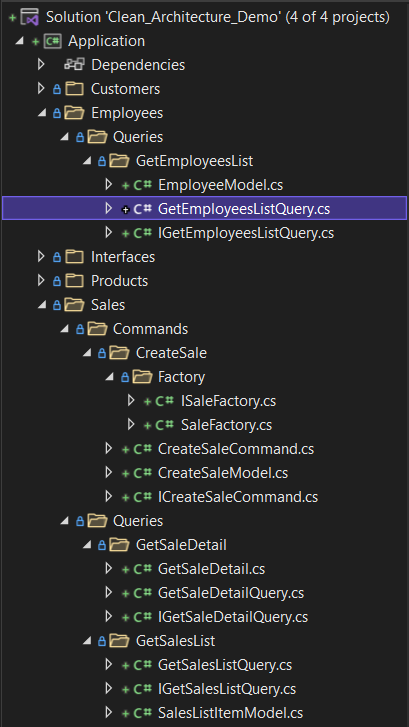 Solution 'Clean_Architecture_Demo' (4 of 4 projects)
C# Application
Dependencies
Customers
Employees
Queries
GetEmployeesList
C# EmployeeModel.cs
C# GetEmployeesListQuery.cs
C# IGetEmployeesListQuery.cs
Interfaces
Products
Sales
Commands
CreateSale
Factory
C# ISaleFactory.cs
C# SaleFactory.cs
C# CreateSaleCommand.cs
C# CreateSaleModel.cs
C# ICreateSaleCommand.cs
Queries
GetSaleDetail
C# GetSaleDetail.cs
C# GetSaleDetailQuery.cs
C# IGetSaleDetailQuery.cs
GetSalesList
C# GetSalesListQuery.cs
C# IGetSalesListQuery.cs
C# SalesListItemModel.cs